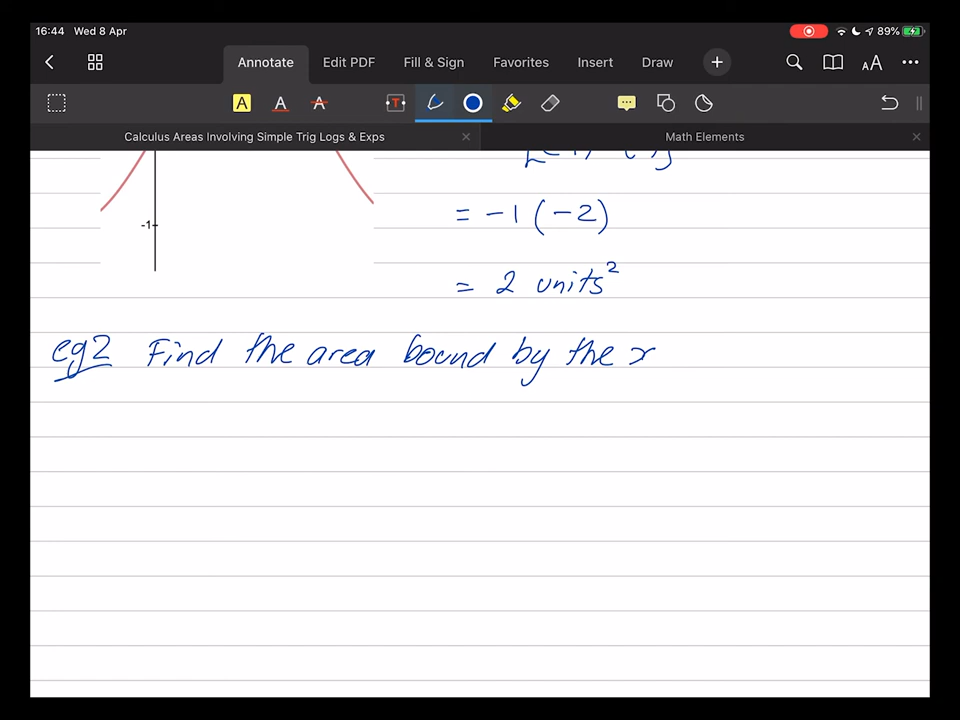 16:44 Wed 8 Apr 89%
Annotate Edit PDF Fill & Sign Favorites Insert Draw
A A A T
Calculus Areas Involving Simple Trig Logs & Exps Math Elements
-1
= -1 (-2)
= 2 units²
eg2 Find the area bound by the x